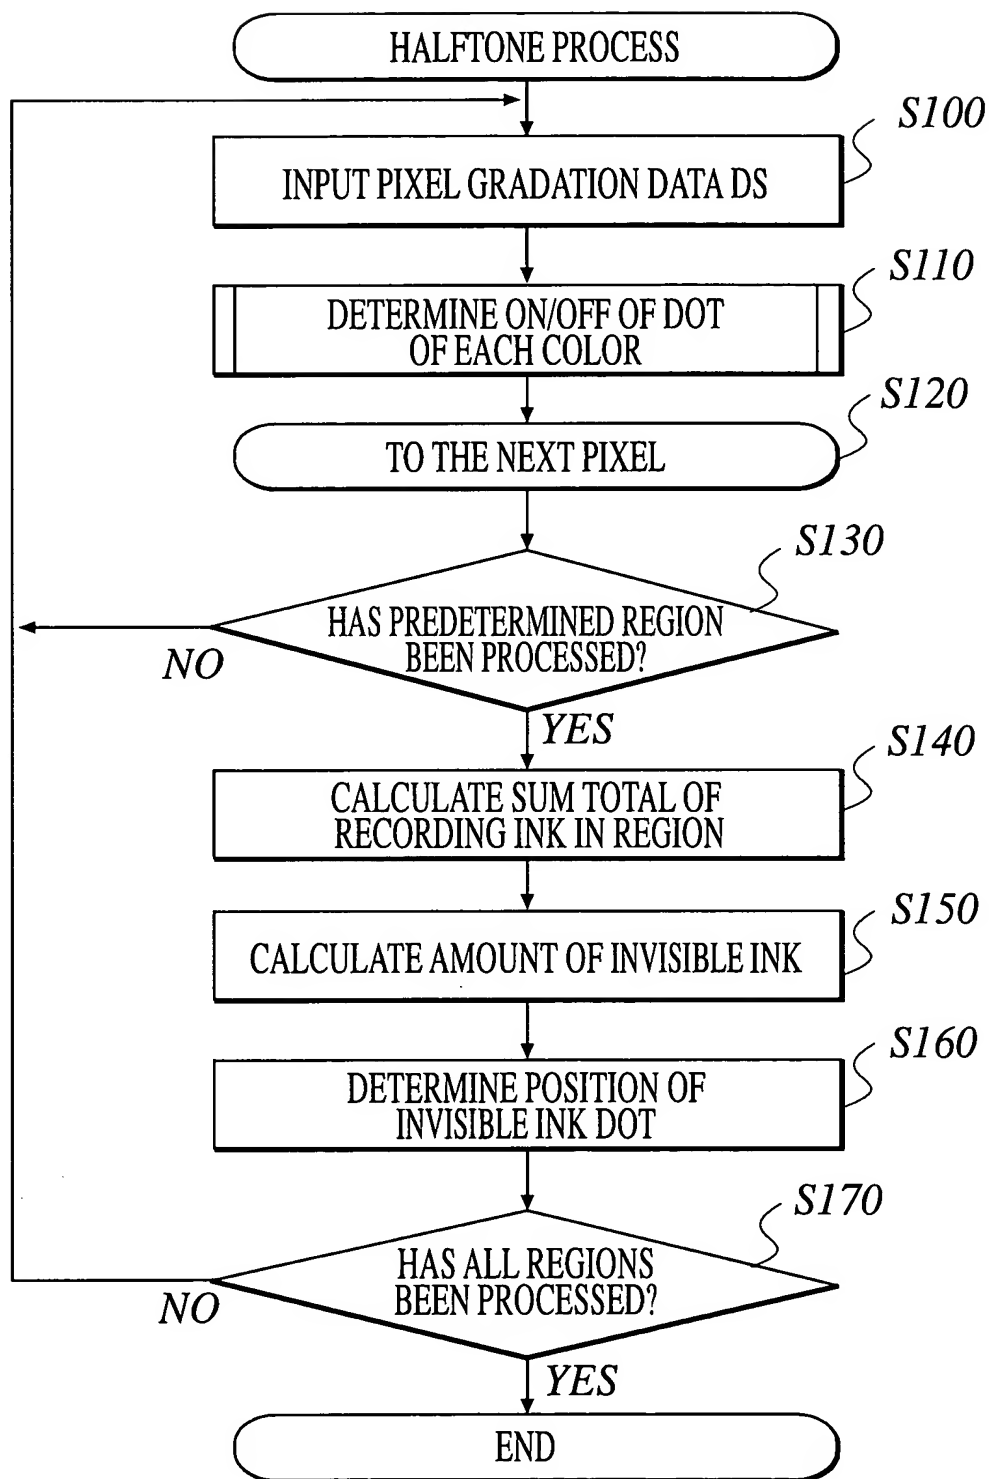 HALFTONE PROCESS
S100
INPUT PIXEL GRADATION DATA DS
S110
DETERMINE ON/OFF OF DOT
OF EACH COLOR
S120
TO THE NEXT PIXEL
S130
HAS PREDETERMINED REGION
BEEN PROCESSED?
NO
YES
S140
CALCULATE SUM TOTAL OF
RECORDING INK IN REGION
S150
CALCULATE AMOUNT OF INVISIBLE INK
S160
DETERMINE POSITION OF
INVISIBLE INK DOT
S170
HAS ALL REGIONS
BEEN PROCESSED?
NO
YES
END